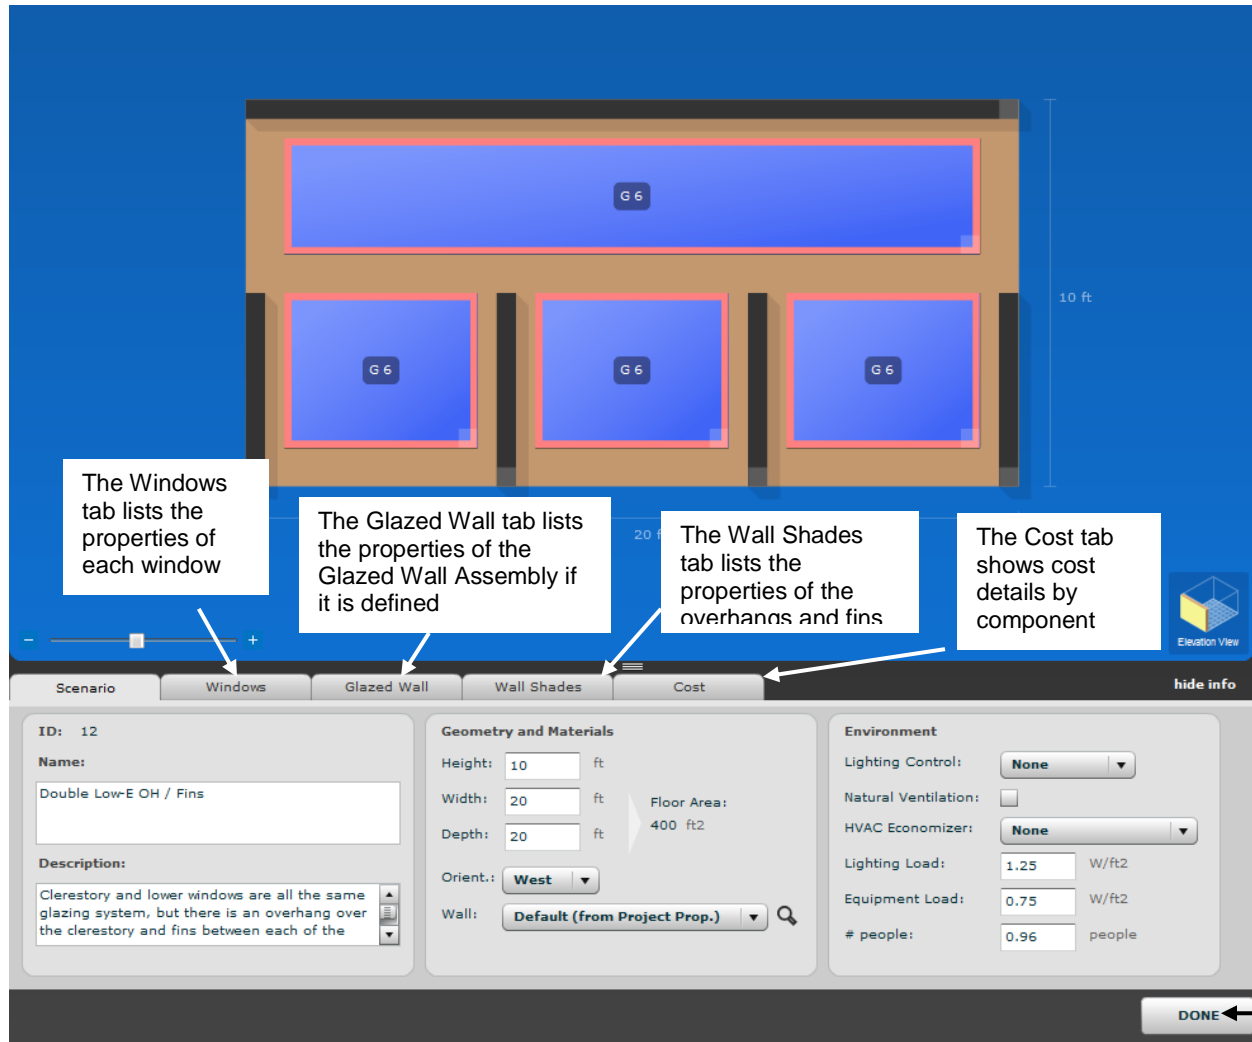 G 6
10 ft
G 6
G 6
G 6
The Windows
tab lists the
properties of
each window
The Glazed Wall tab lists
the properties of the
Glazed Wall Assembly if
it is defined
20 f
The Wall Shades
tab lists the
properties of the
overhangs and fins
The Cost tab
shows cost
details by
component
- +
Elevation View
Scenario
Windows
Glazed Wall
Wall Shades
Cost
hide info
ID: 12
Name:
Double Low-E OH / Fins
Description:
Clerestory and lower windows are all the same
glazing system, but there is an overhang over
the clerestory and fins between each of the
Geometry and Materials
Height: 10 ft
Width: 20 ft
Depth: 20 ft
Floor Area:
400 ft2
Orient.: West
Wall: Default (from Project Prop.)
Environment
Lighting Control: None
Natural Ventilation:
HVAC Economizer: None
Lighting Load: 1.25 W/ft2
Equipment Load: 0.75 W/ft2
# people: 0.96 people
DONE